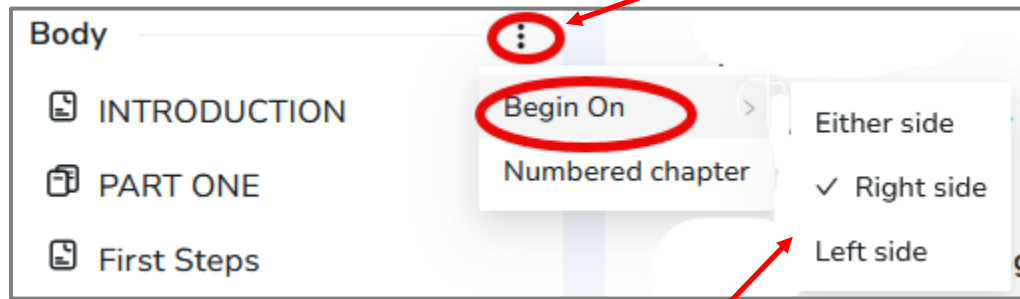 Body
INTRODUCTION
PART ONE
First Steps
Begin On
Numbered chapter
Either side
✓ Right side
Left side